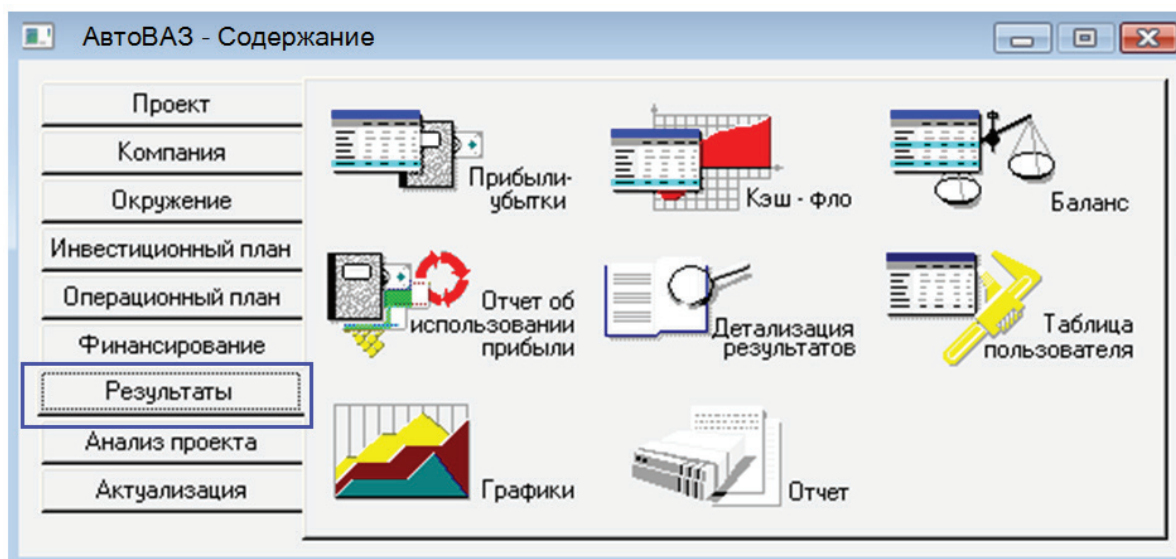 АвтоВАЗ - Содержание
Проект
Компания
Окружение
Инвестиционный план
Операционный план
Финансирование
Результаты
Анализ проекта
Актуализация
Прибыли-
убытки
Кэш - фло
Баланс
Отчет об
использовании
прибыли
Детализация
результатов
Таблица
пользователя
Графики
Отчет